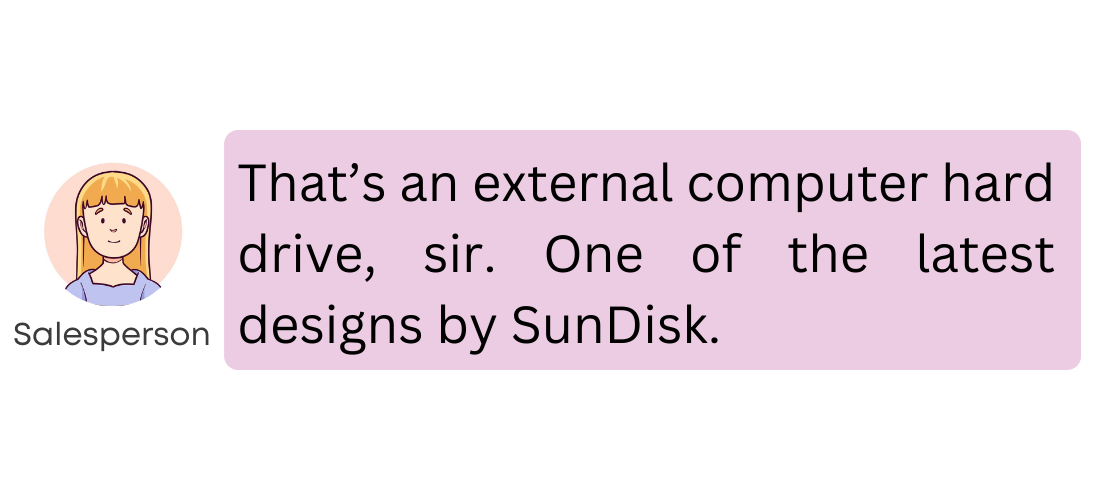 That’s an external computer hard
drive, sir. One of the latest
designs by SunDisk.
Salesperson